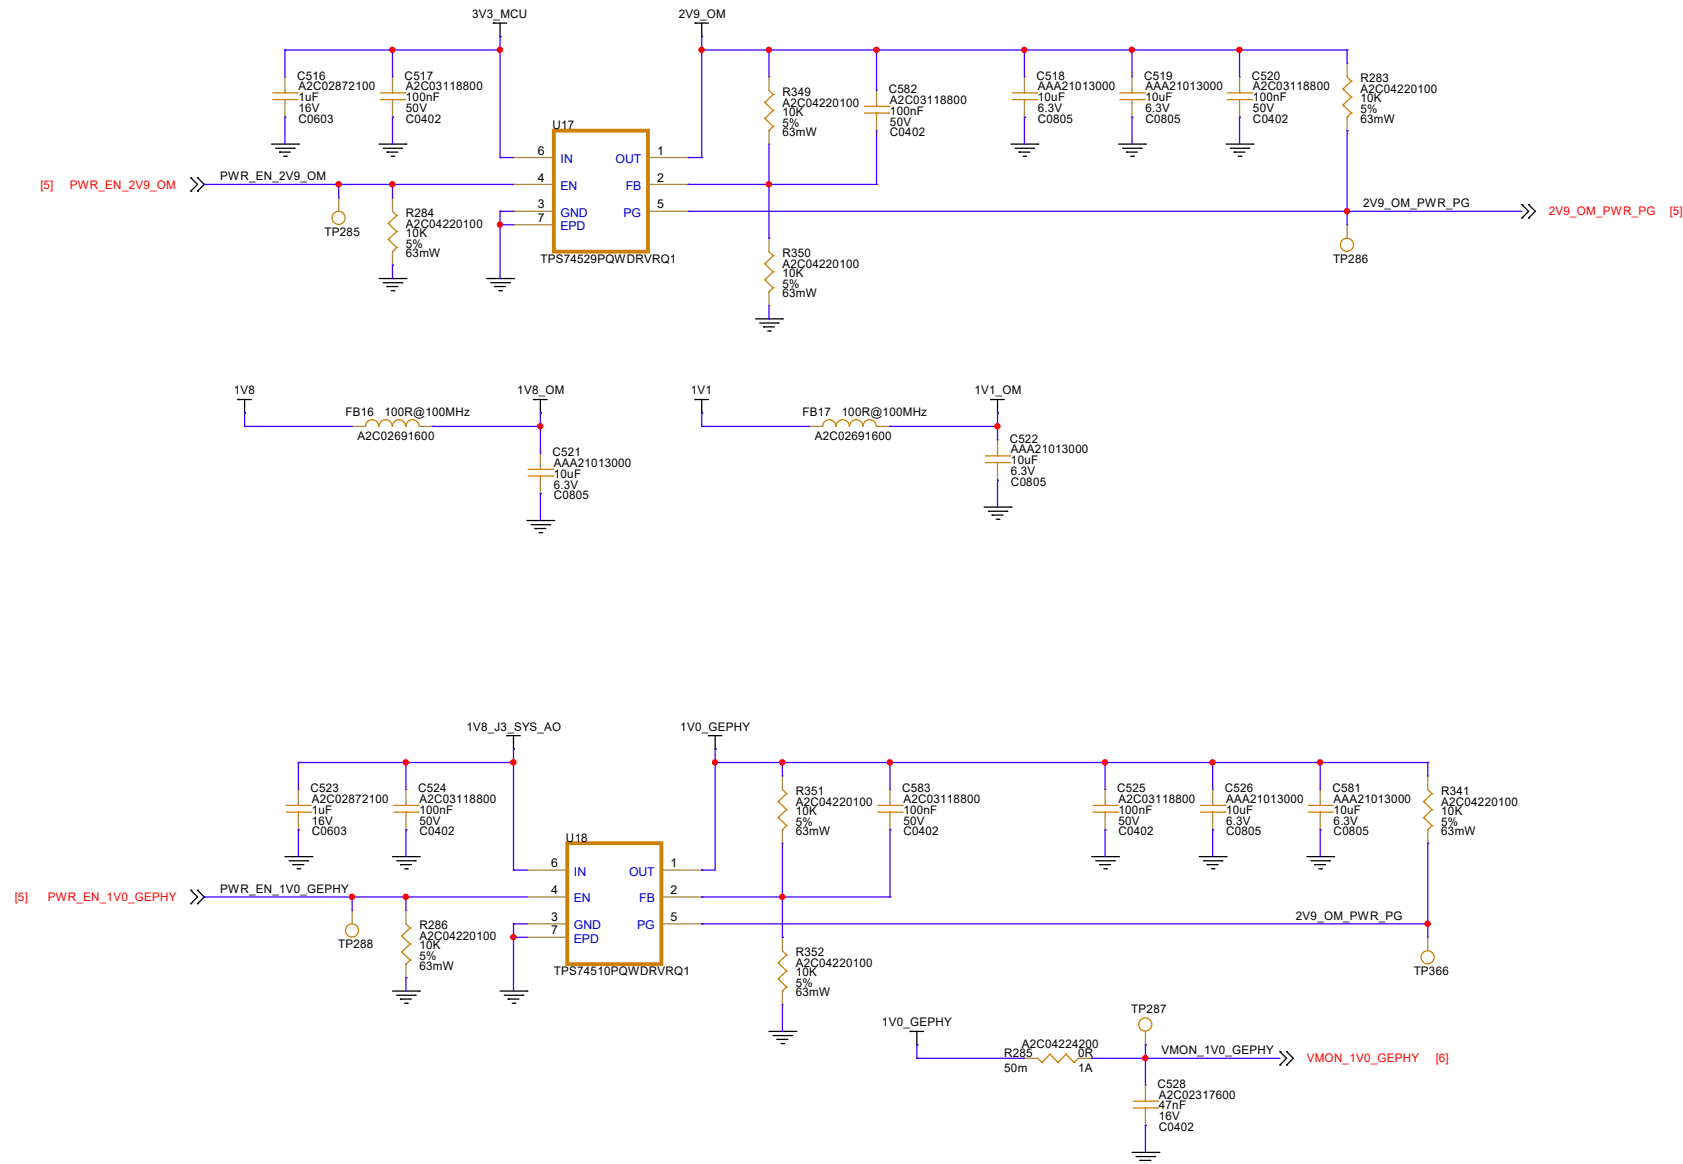 3V3_MCU
2V9_OM
C516
A2C02872100
1uF
16V
C0603
C517
A2C03118800
100nF
50V
C0402
R349
A2C04220100
10K
5%
63mW
C582
A2C03118800
100nF
50V
C0402
C518
AAA21013000
10uF
6.3V
C0805
C519
AAA21013000
10uF
6.3V
C0805
C520
A2C03118800
100nF
50V
C0402
R283
A2C04220100
10K
5%
63mW
U17
6 IN
OUT 1
4 EN
FB 2
3 GND
PG 5
7 EPD
TPS74529PQWDRVRQ1
[5] PWR_EN_2V9_OM
PWR_EN_2V9_OM
TP285
R284
A2C04220100
10K
5%
63mW
R350
A2C04220100
10K
5%
63mW
2V9_OM_PWR_PG
2V9_OM_PWR_PG [5]
TP286
1V8
1V8_OM
FB16 100R@100MHz
A2C02691600
C521
AAA21013000
10uF
6.3V
C0805
1V1
1V1_OM
FB17 100R@100MHz
A2C02691600
C522
AAA21013000
10uF
6.3V
C0805
1V8_J3_SYS_AO
1V0_GEPHY
C523
A2C02872100
1uF
16V
C0603
C524
A2C03118800
100nF
50V
C0402
R351
A2C04220100
10K
5%
63mW
C583
A2C03118800
100nF
50V
C0402
C525
A2C03118800
100nF
50V
C0402
C526
AAA21013000
10uF
6.3V
C0805
C581
AAA21013000
10uF
6.3V
C0805
R341
A2C04220100
10K
5%
63mW
U18
6 IN
OUT 1
4 EN
FB 2
3 GND
PG 5
7 EPD
TPS74510PQWDRVRQ1
[5] PWR_EN_1V0_GEPHY
PWR_EN_1V0_GEPHY
TP288
R286
A2C04220100
10K
5%
63mW
R352
A2C04220100
10K
5%
63mW
2V9_OM_PWR_PG
TP366
1V0_GEPHY
A2C04224200
R285 0R
50m 1A
TP287
VMON_1V0_GEPHY
VMON_1V0_GEPHY [6]
C528
A2C02317600
47nF
16V
C0402